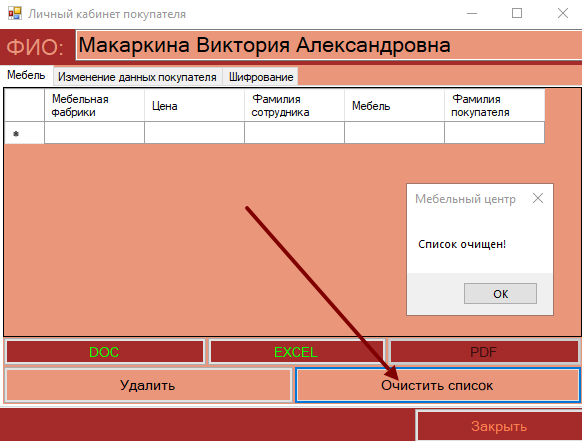 Личный кабинет покупателя
ФИО: Макаркина Виктория Александровна
Мебель Изменение данных покупателя Шифрование
Мебельная фабрики Цена Фамилия сотрудника Мебель Фамилия покупателя
Мебельный центр
Список очищен!
OK
DOC EXCEL PDF
Удалить Очистить список
Закрыть